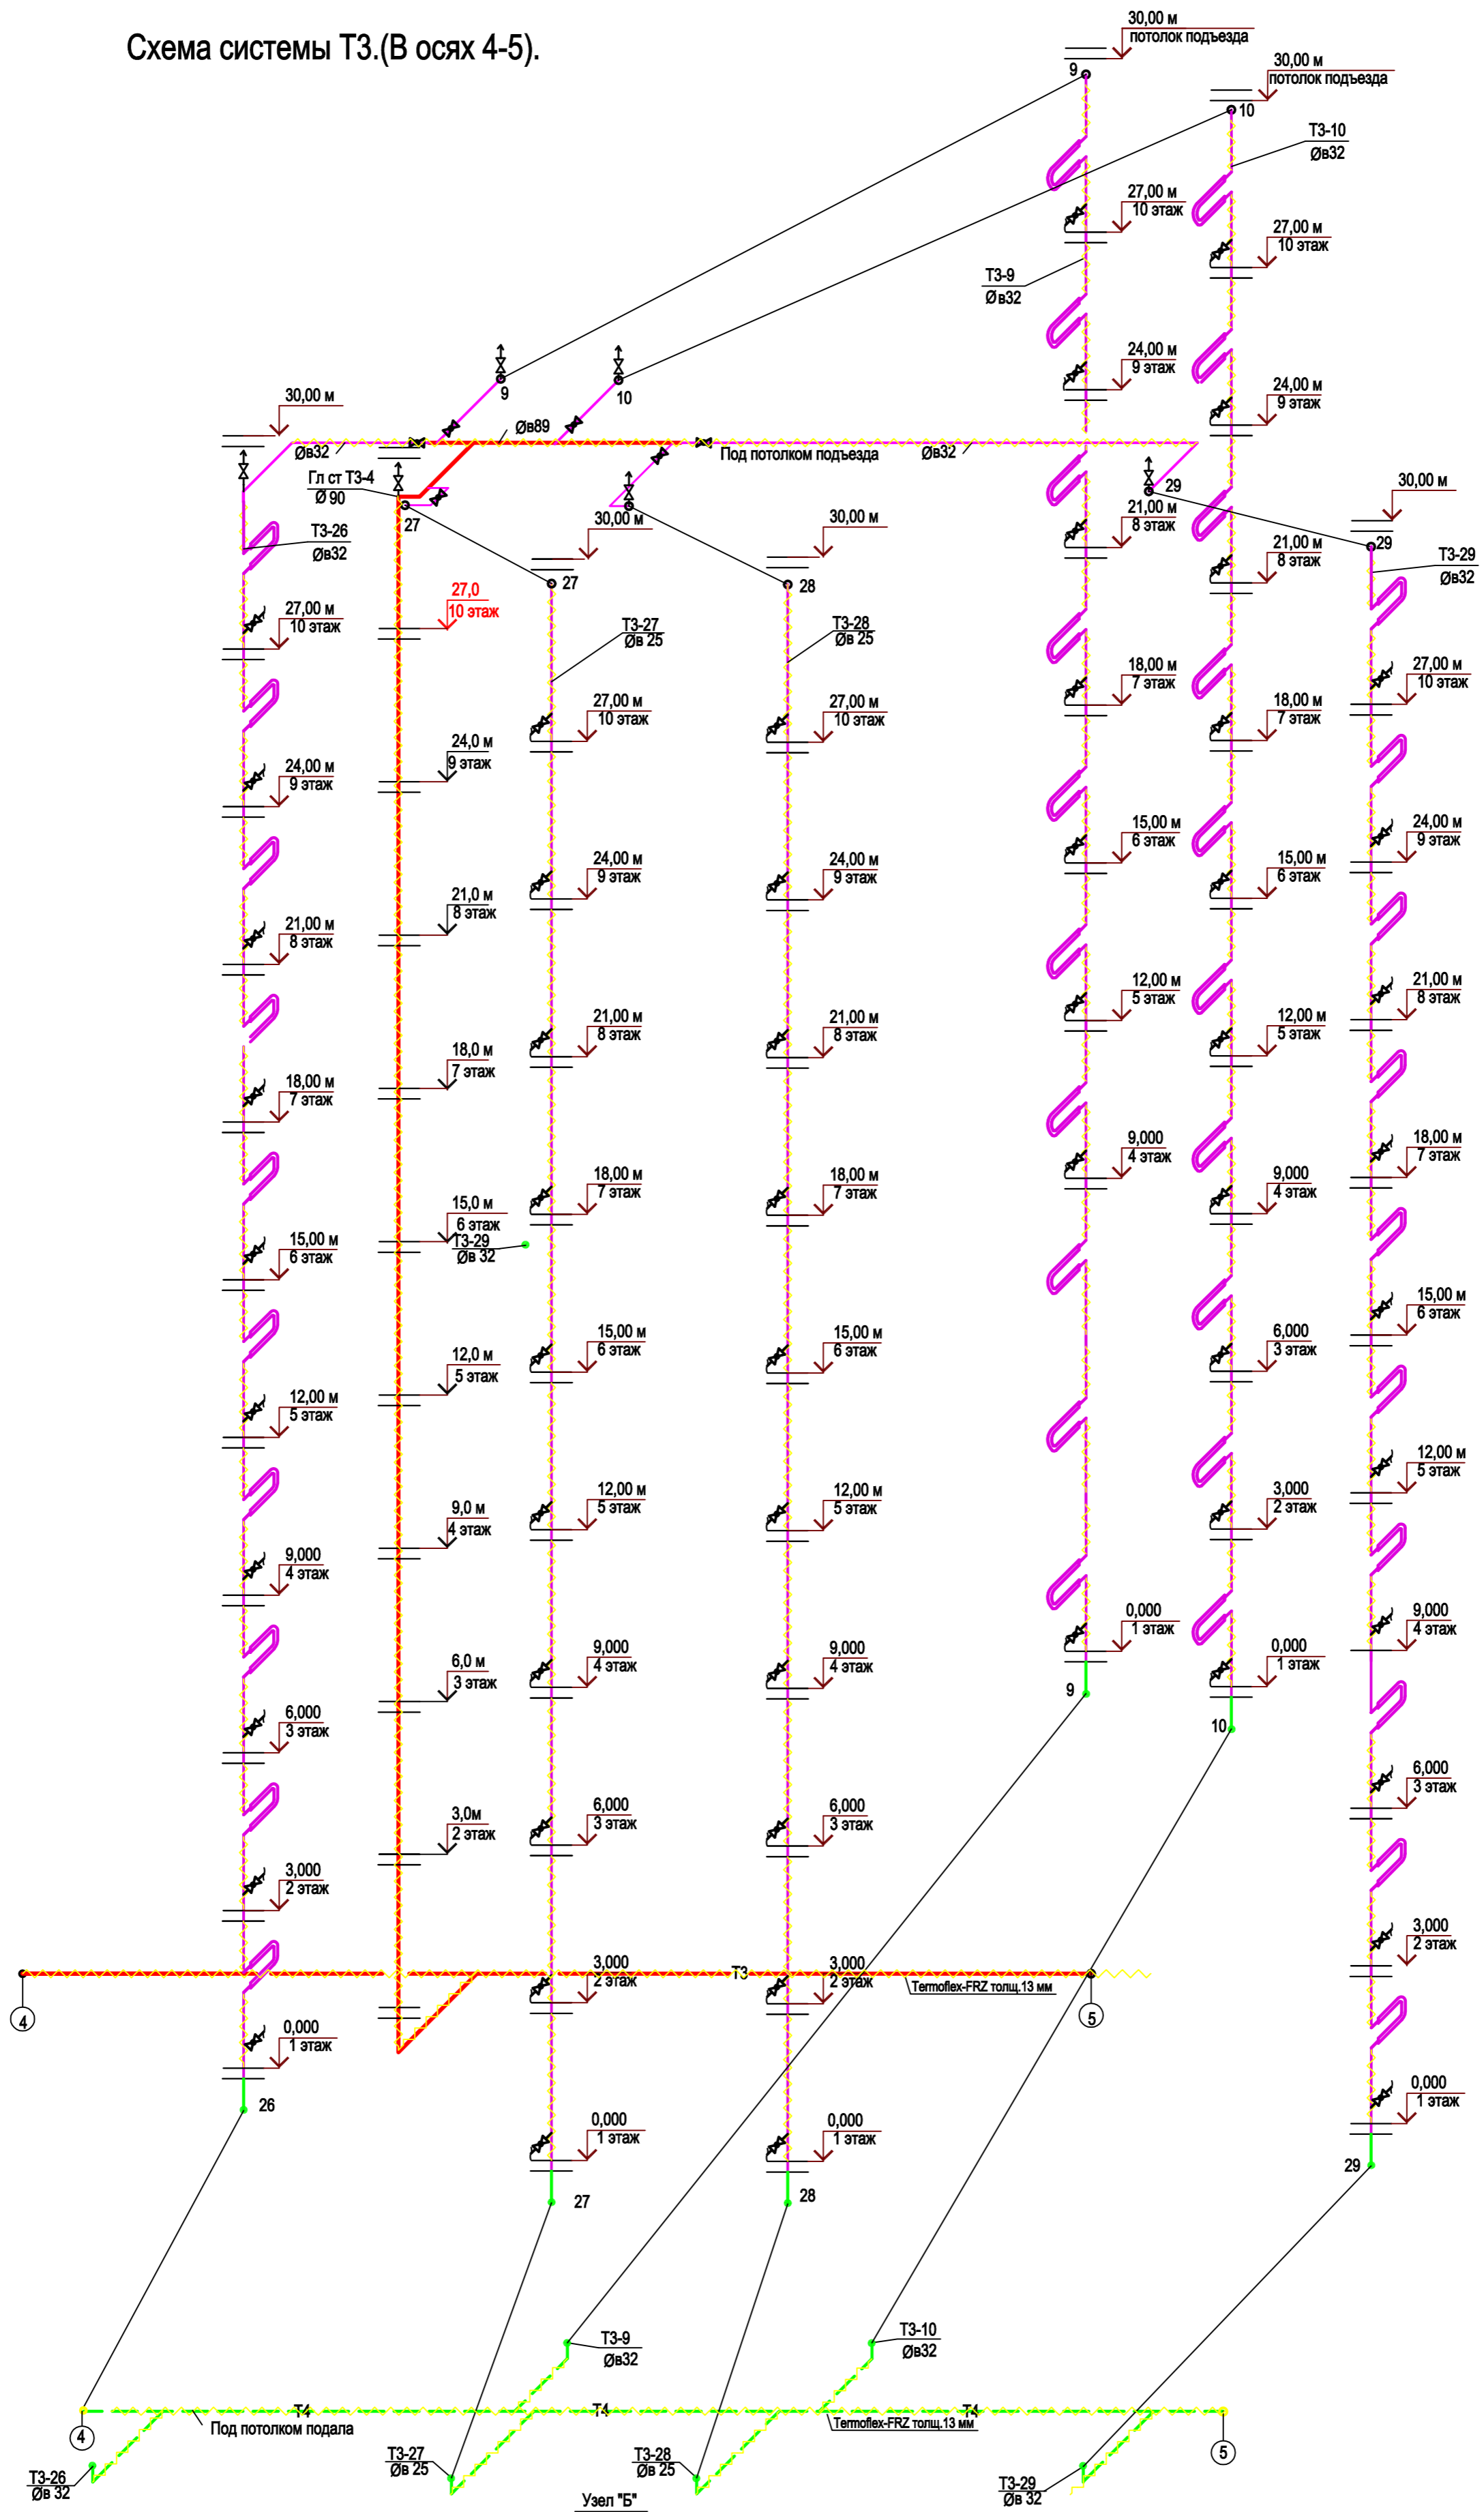 Схема системы Т3.(В осях 4-5).
30,00 м
потолок подъезда
9
30,00 м
потолок подъезда
10
Т3-10
Øв32
27,00 м
10 этаж
27,00 м
10 этаж
Т3-9
Øв32
24,00 м
9 этаж
24,00 м
9 этаж
9
10
30,00 м
Øв89
Øв32
Под потолком подъезда
Øв32
Гл ст Т3-4
Ø 90
27
29
30,00 м
21,00 м
8 этаж
21,00 м
8 этаж
Т3-26
Øв32
30,00 м
30,00 м
29
Т3-29
Øв32
27
28
27,0
10 этаж
27,00 м
10 этаж
Т3-27
Øв 25
Т3-28
Øв 25
18,00 м
7 этаж
18,00 м
7 этаж
27,00 м
10 этаж
27,00 м
10 этаж
27,00 м
10 этаж
24,00 м
9 этаж
24,0 м
9 этаж
24,00 м
9 этаж
24,00 м
9 этаж
15,00 м
6 этаж
15,00 м
6 этаж
24,00 м
9 этаж
21,00 м
8 этаж
21,0 м
8 этаж
21,00 м
8 этаж
21,00 м
8 этаж
12,00 м
5 этаж
12,00 м
5 этаж
21,00 м
8 этаж
18,00 м
7 этаж
18,0 м
7 этаж
18,00 м
7 этаж
18,00 м
7 этаж
9,000
4 этаж
9,000
4 этаж
18,00 м
7 этаж
15,00 м
6 этаж
15,0 м
6 этаж
Т3-29
Øв 32
15,00 м
6 этаж
15,00 м
6 этаж
6,000
3 этаж
15,00 м
6 этаж
12,00 м
5 этаж
12,0 м
5 этаж
12,00 м
5 этаж
12,00 м
5 этаж
3,000
2 этаж
12,00 м
5 этаж
9,000
4 этаж
9,0 м
4 этаж
9,000
4 этаж
9,000
4 этаж
0,000
1 этаж
0,000
1 этаж
9,000
4 этаж
9
10
6,000
3 этаж
6,0 м
3 этаж
6,000
3 этаж
6,000
3 этаж
6,000
3 этаж
3,000
2 этаж
3,0м
2 этаж
3,000
2 этаж
3,000
2 этаж
3,000
2 этаж
Т3
Termoflex-FRZ толщ.13 мм
4
5
0,000
1 этаж
26
0,000
1 этаж
0,000
1 этаж
0,000
1 этаж
27
28
29
Т3-9
Øв32
Т3-10
Øв32
Т4
Т4
Т4
4
Под потолком подала
Termoflex-FRZ толщ.13 мм
5
Т3-26
Øв 32
Т3-27
Øв 25
Т3-28
Øв 25
Т3-29
Øв 32
Узел "Б"